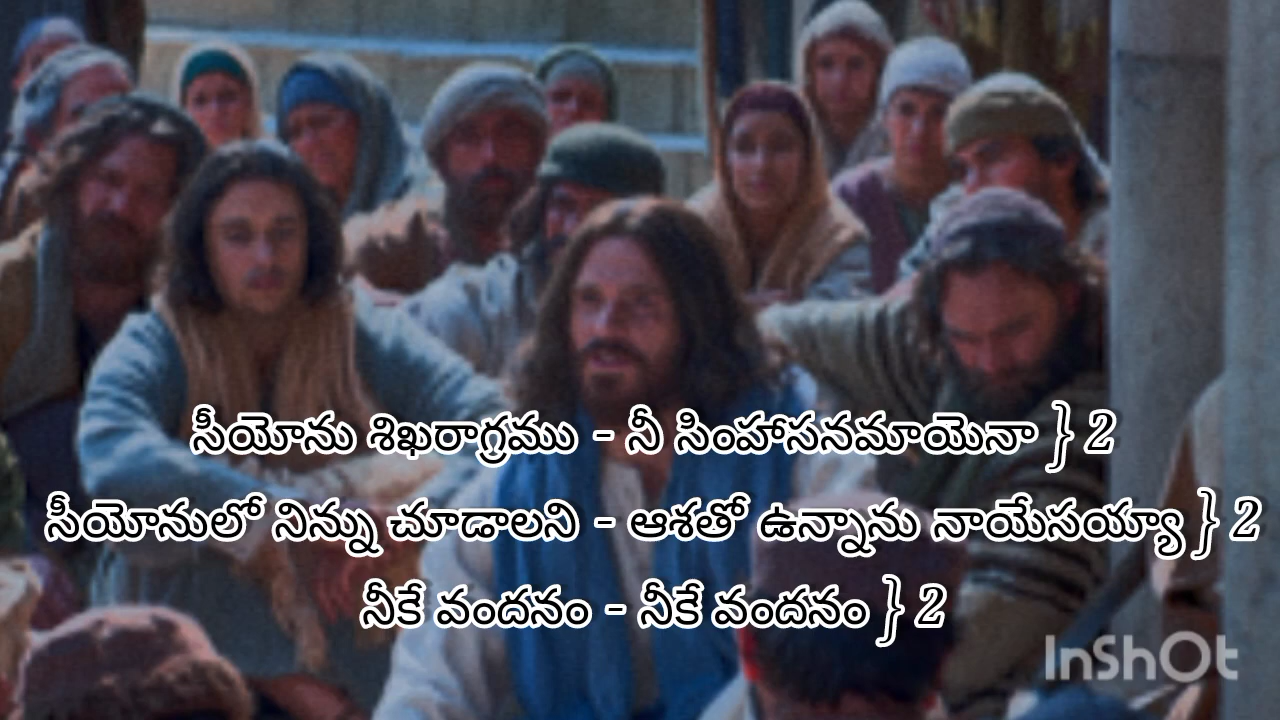 సీయోను శిఖరాగ్రము - నీ సింహాసనమాయెనా } 2
సీయోనులో నిన్ను చూడాలని - ఆశతో ఉన్నాను నాయేసయ్యా } 2
నీకే వందనం - నీకే వందనం } 2
InShOt